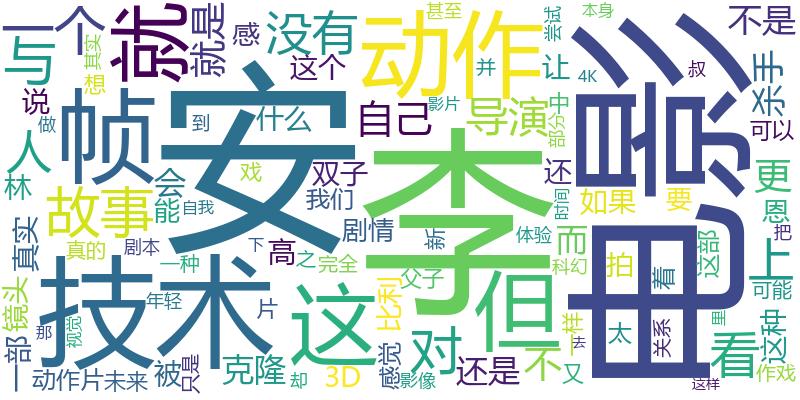 一个 就 就是 感 没有 甚至 尝试 本身 不是
与 其实 想 这个 动作 并 让 4K 叔 杀手
说 做 帧 安 到 什么 自己 影片 导演 部分 中 电影 可以
人 林 会 能 戏 自我 双子 我们 李 还 时间 如果 要 更 恩
故事 真实 真的 剧本 一种 下 高 之 完全 剧情 新 但 体验 而 科幻 拍 着 这部 上 把 可能
镜头 一部 那 视觉 技术 年轻 片 这 父子 比利 对 一样 太 关系 里 看 这种
动作片 未来 被 只是 克隆 却 3D 感觉 影像 还是 不 又 去 这样 作戏